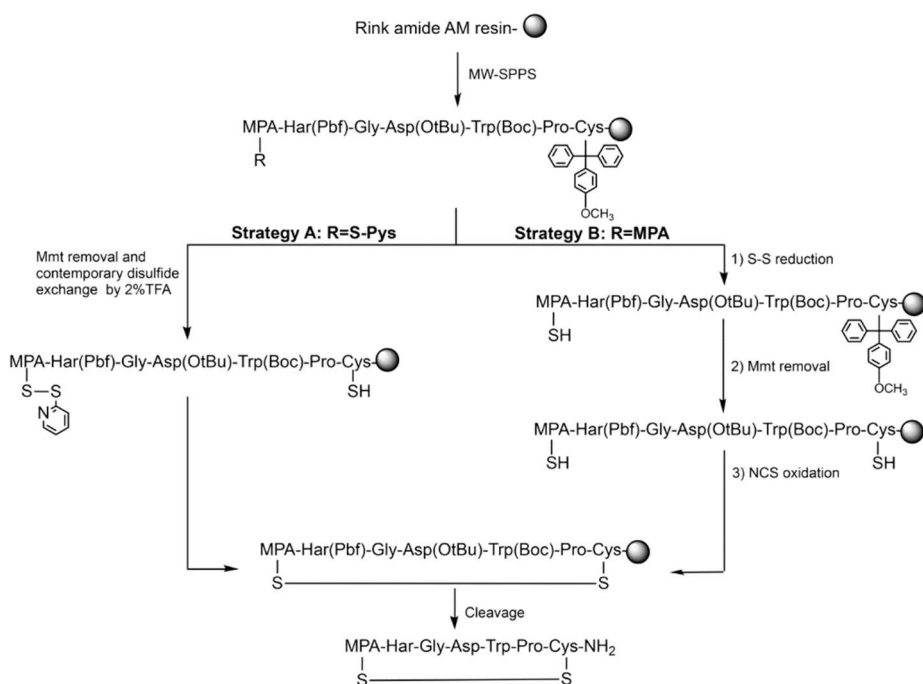 Rink amide AM resin-
MW-SPPS
MPA-Har(Pbf)-Gly-Asp(OtBu)-Trp(Boc)-Pro-Cys-
R
OCH3
Strategy A: R=S-Pys
Strategy B: R=MPA
Mmt removal and
contemporary disulfide
exchange by 2%TFA
1) S-S reduction
MPA-Har(Pbf)-Gly-Asp(OtBu)-Trp(Boc)-Pro-Cys-
SH
OCH3
2) Mmt removal
MPA-Har(Pbf)-Gly-Asp(OtBu)-Trp(Boc)-Pro-Cys-
S-S
SH
N
MPA-Har(Pbf)-Gly-Asp(OtBu)-Trp(Boc)-Pro-Cys-
SH
SH
3) NCS oxidation
MPA-Har(Pbf)-Gly-Asp(OtBu)-Trp(Boc)-Pro-Cys-
S
S
Cleavage
MPA-Har-Gly-Asp-Trp-Pro-Cys-NH2
S
S